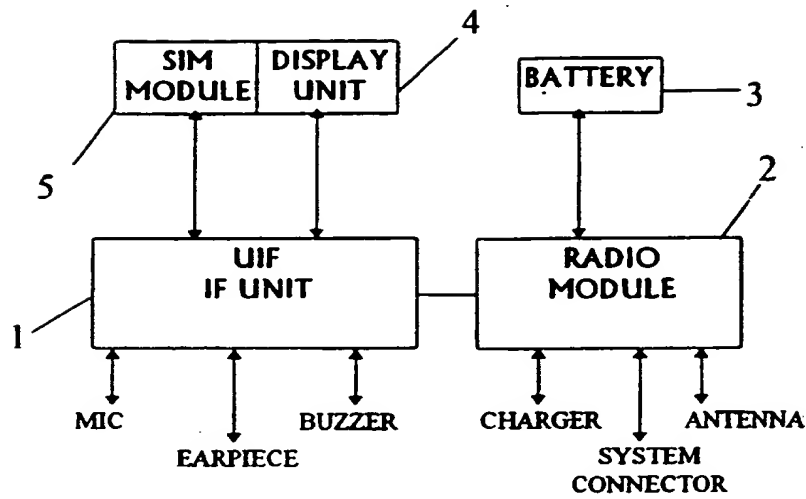 4
SIM
MODULE
DISPLAY
UNIT
BATTERY
3
5
2
UIF
IF UNIT
RADIO
MODULE
1
MIC
EARPIECE
BUZZER
CHARGER
SYSTEM
CONNECTOR
ANTENNA